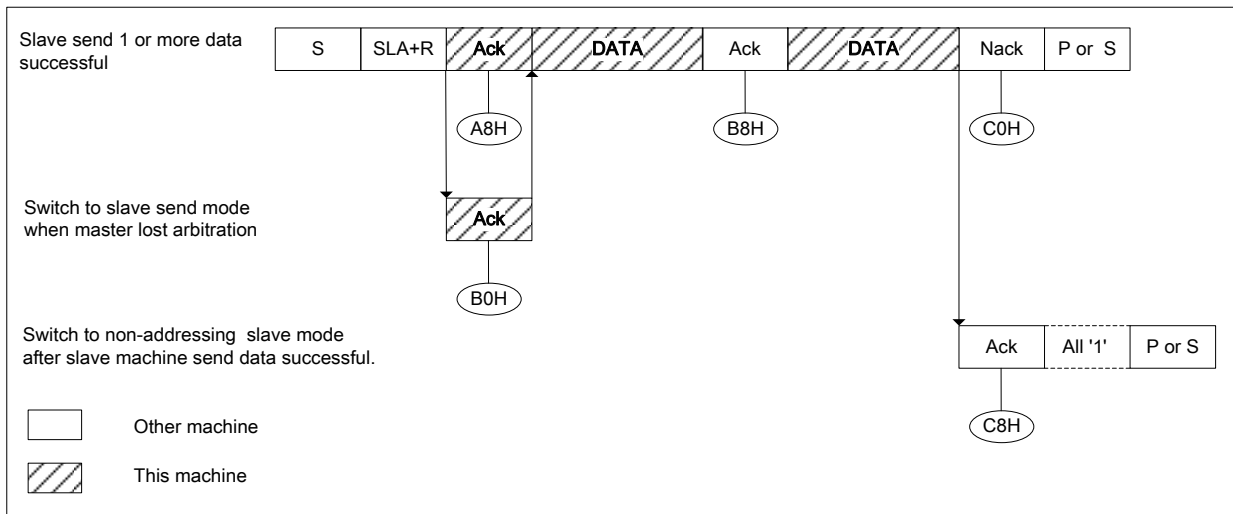 Slave send 1 or more data
successful
S SLA+R Ack DATA Ack DATA Nack P or S
A8H B8H C0H
Switch to slave send mode
when master lost arbitration
Ack
B0H
Switch to non-addressing slave mode
after slave machine send data successful.
Ack All '1' P or S
C8H
Other machine
This machine